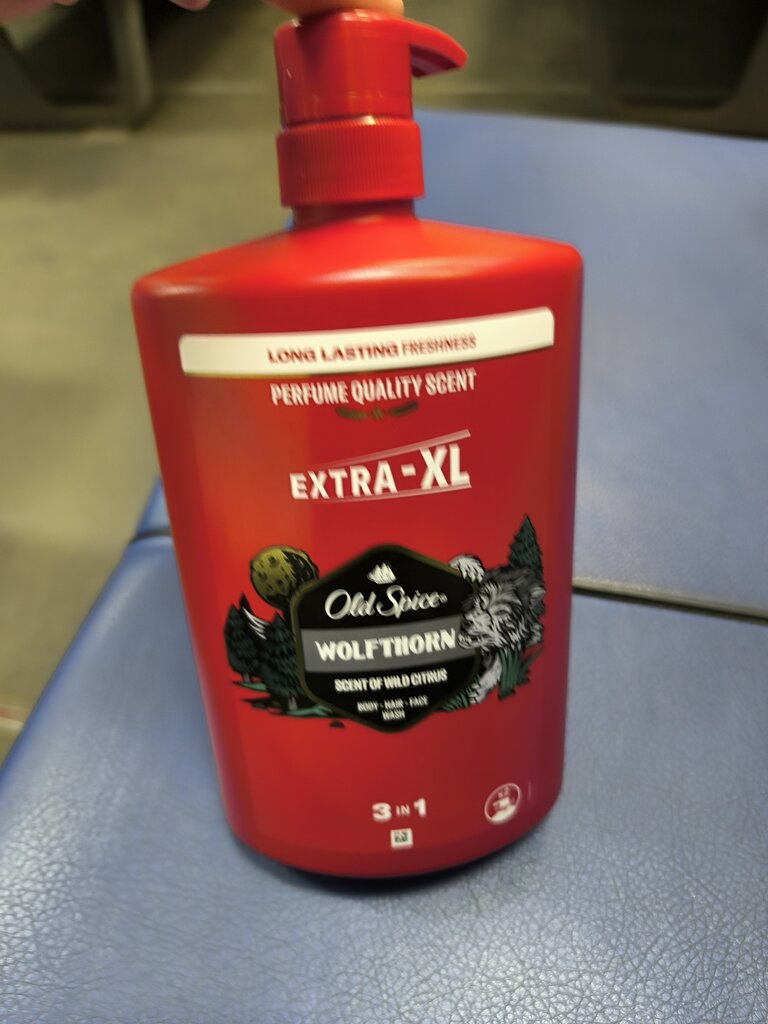 LONG LASTING FRESHNESS
PERFUME QUALITY SCENT
EXTRA-XL
Old Spice
WOLFTHORN
SCENT OF WILD CITRUS
BODY · HAIR · FACE
WASH
3 IN 1